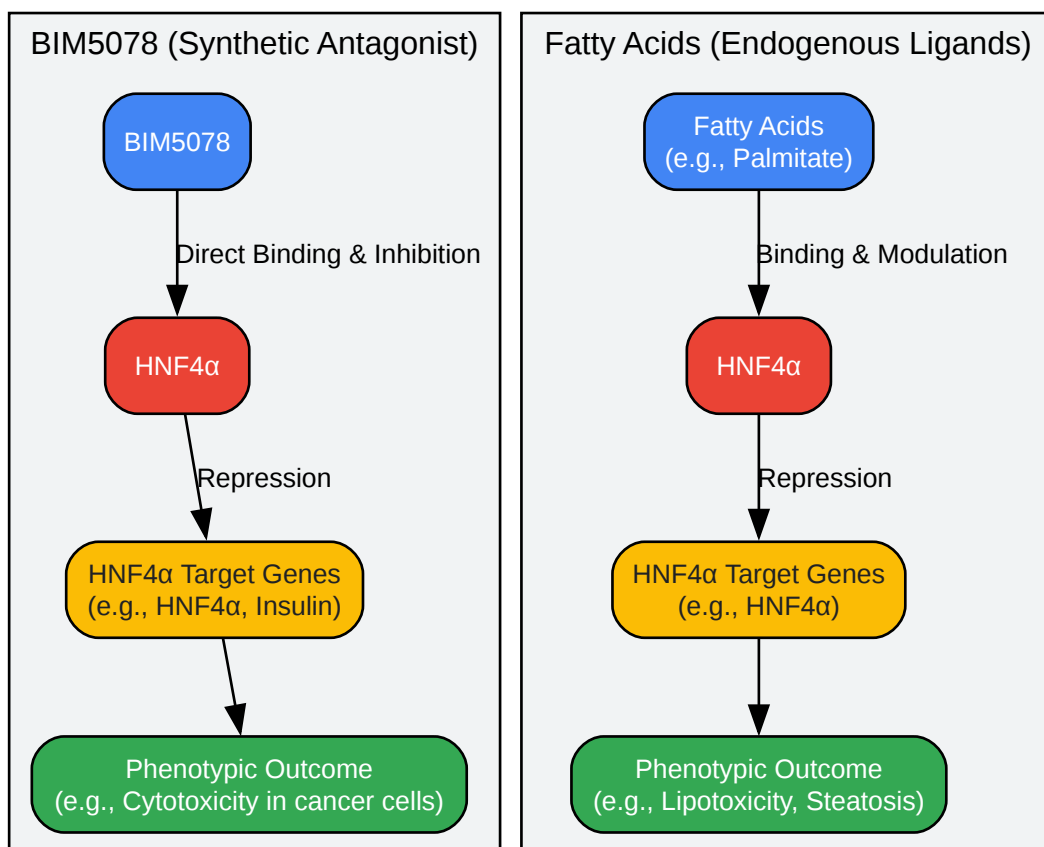 BIM5078 (Synthetic Antagonist)
BIM5078
Direct Binding & Inhibition
HNF4α
Repression
HNF4α Target Genes
(e.g., HNF4α, Insulin)
Phenotypic Outcome
(e.g., Cytotoxicity in cancer cells)
Fatty Acids (Endogenous Ligands)
Fatty Acids
(e.g., Palmitate)
Binding & Modulation
HNF4α
Repression
HNF4α Target Genes
(e.g., HNF4α)
Phenotypic Outcome
(e.g., Lipotoxicity, Steatosis)